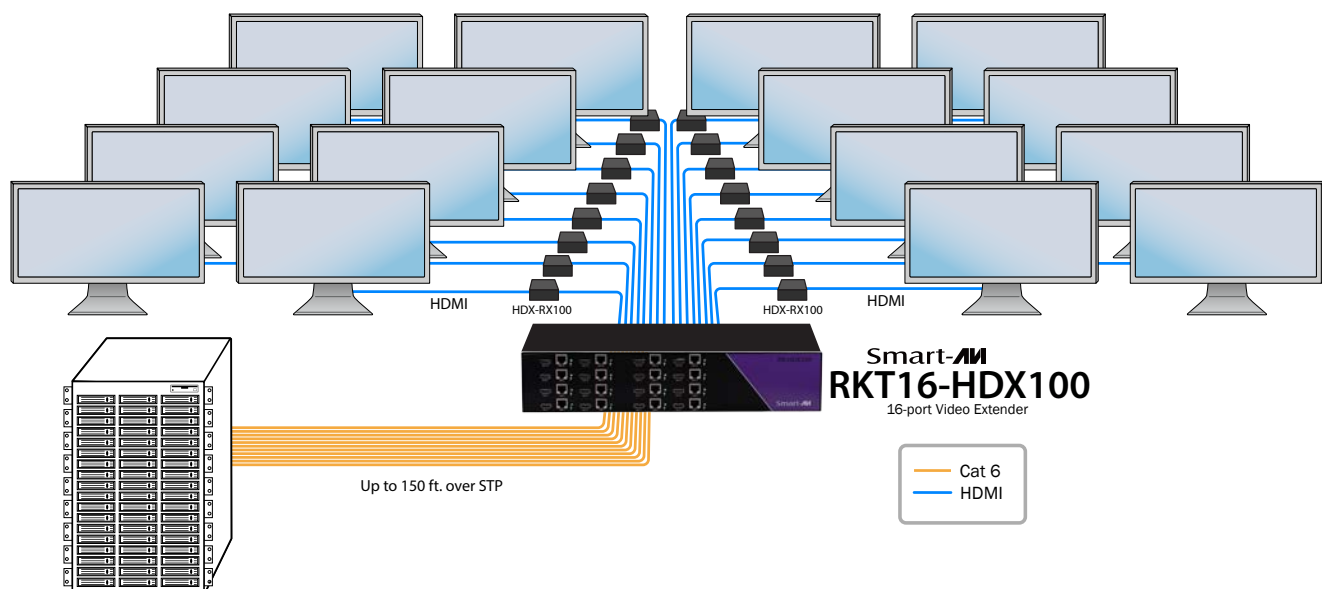 HDMI
HDX-RX100
HDX-RX100
HDMI
Smart-AVI
Smart-AVI
RKT16-HDX100
16-port Video Extender
Up to 150 ft. over STP
Cat 6
HDMI